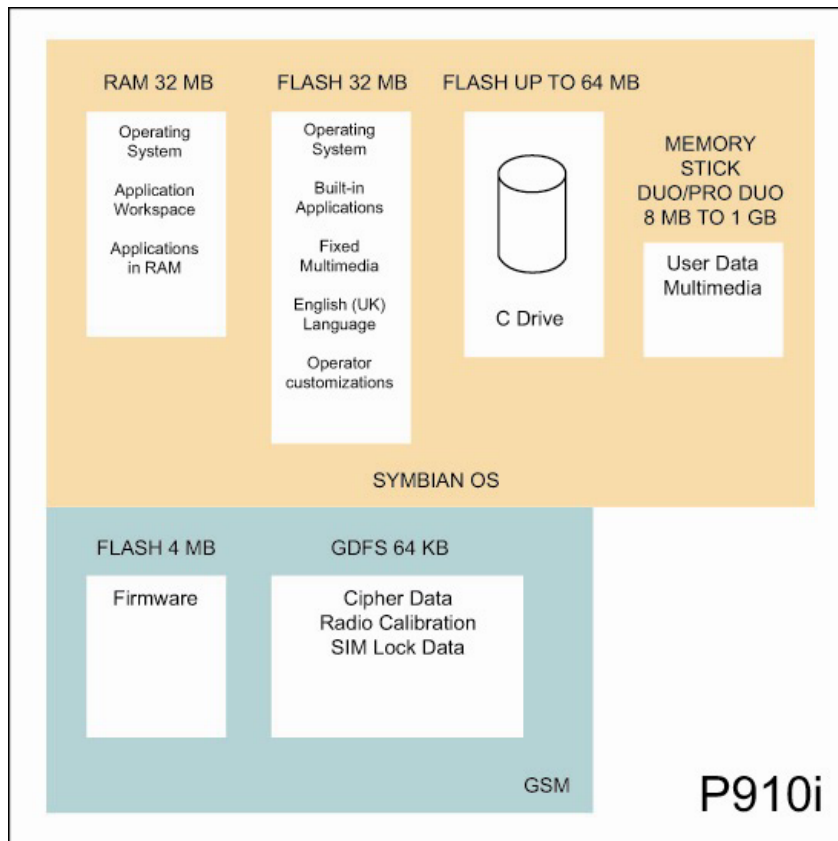 RAM 32 MB
Operating
System
Application
Workspace
Applications
in RAM
FLASH 32 MB
Operating
System
Built-in
Applications
Fixed
Multimedia
English (UK)
Language
Operator
customizations
FLASH UP TO 64 MB
C Drive
MEMORY
STICK
DUO/PRO DUO
8 MB TO 1 GB
User Data
Multimedia
SYMBIAN OS
FLASH 4 MB
Firmware
GDFS 64 KB
Cipher Data
Radio Calibration
SIM Lock Data
GSM
P910i